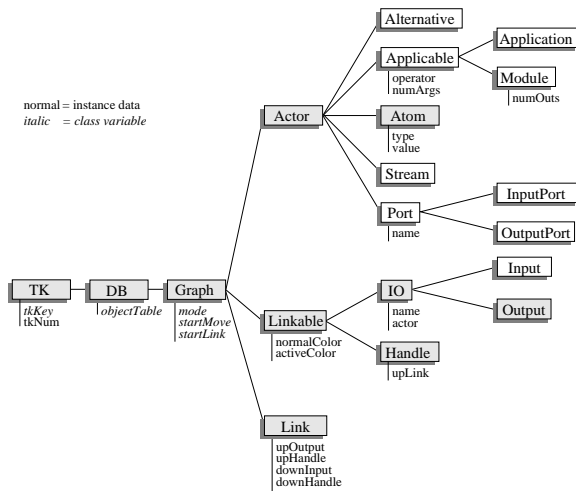 Alternative
Application
Applicable
operator
numArgs
Module
numOuts
normal = instance data
italic = class variable
Actor
Atom
type
value
Stream
InputPort
Port
name
OutputPort
TK
tkKey
tkNum
DB
objectTable
Graph
mode
startMove
startLink
Linkable
normalColor
activeColor
IO
name
actor
Input
Output
Handle
upLink
Link
upOutput
upHandle
downInput
downHandle